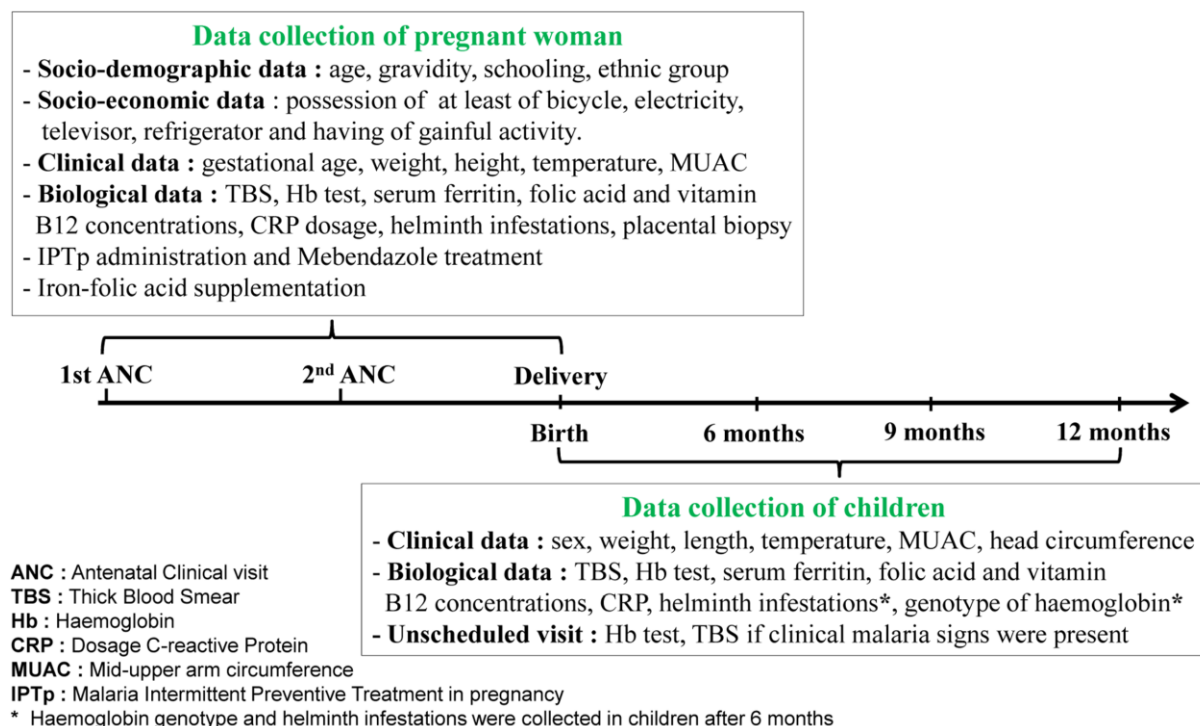 Data collection of pregnant woman
- Socio-demographic data : age, gravidity, schooling, ethnic group
- Socio-economic data : possession of at least of bicycle, electricity,
televisor, refrigerator and having of gainful activity.
- Clinical data : gestational age, weight, height, temperature, MUAC
- Biological data : TBS, Hb test, serum ferritin, folic acid and vitamin
B12 concentrations, CRP dosage, helminth infestations, placental biopsy
- IPTp administration and Mebendazole treatment
- Iron-folic acid supplementation
1st ANC 2nd ANC Delivery
Birth 6 months 9 months 12 months
Data collection of children
- Clinical data : sex, weight, length, temperature, MUAC, head circumference
- Biological data : TBS, Hb test, serum ferritin, folic acid and vitamin
B12 concentrations, CRP, helminth infestations*, genotype of haemoglobin*
- Unscheduled visit : Hb test, TBS if clinical malaria signs were present
ANC : Antenatal Clinical visit
TBS : Thick Blood Smear
Hb : Haemoglobin
CRP : Dosage C-reactive Protein
MUAC : Mid-upper arm circumference
IPTp : Malaria Intermittent Preventive Treatment in pregnancy
* Haemoglobin genotype and helminth infestations were collected in children after 6 months